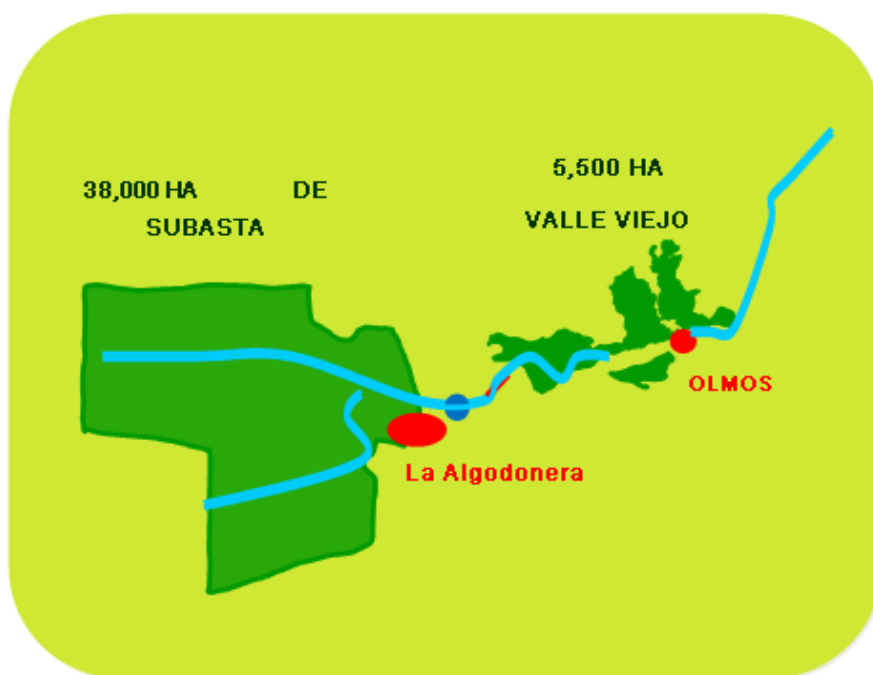 38,000 HA DE
SUBASTA
5,500 HA
VALLE VIEJO
OLMOS
La Algodonera